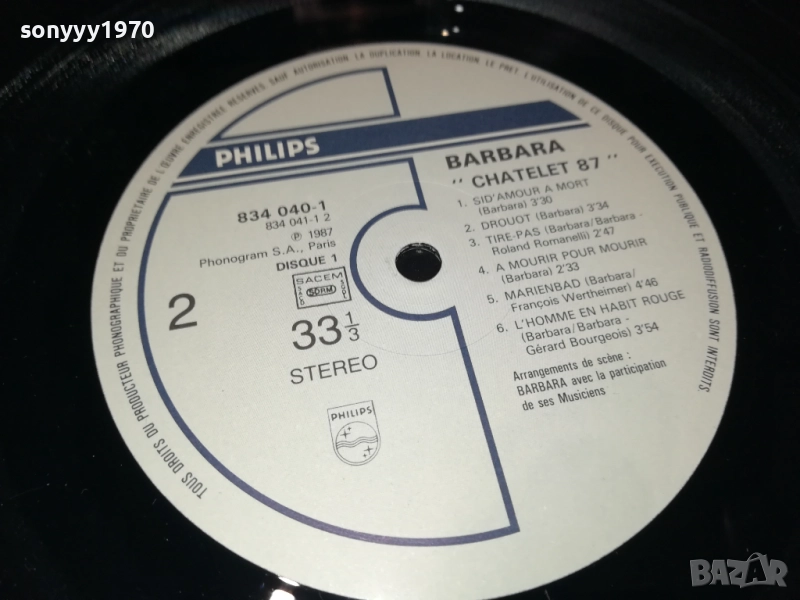 sonyyy1970
TOUS DROITS DU PRODUCTEUR PHONOGRAPHIQUE ET DU PROPRIETAIRE DE L'ŒUVRE ENREGISTREE RESERVES. SAUF AUTORISATION, LA DUPLICATION, LA LOCATION, LE PRET, L'UTILISATION DE CE DISQUE POUR EXECUTION PUBLIQUE ET RADIODIFFUSION SONT INTERDITS
PHILIPS
BARBARA
" CHATELET 87 "
834 040-1
834 041-1 2
℗ 1987
Phonogram S.A., Paris
DISQUE 1
SACEM
SDRM
2
33 1/3
STEREO
PHILIPS
1. SID'AMOUR A MORT
(Barbara) 3'30
2. DROUOT (Barbara) 3'34
3. TIRE-PAS (Barbara/Barbara -
Roland Romanelli) 2'47
4. A MOURIR POUR MOURIR
(Barbara) 2'33
5. MARIENBAD (Barbara/
François Wertheimer) 4'46
6. L'HOMME EN HABIT ROUGE
(Barbara/Barbara -
Gérard Bourgeois) 3'54
Arrangements de scène :
BARBARA avec la participation
de ses Musiciens
BAZAR